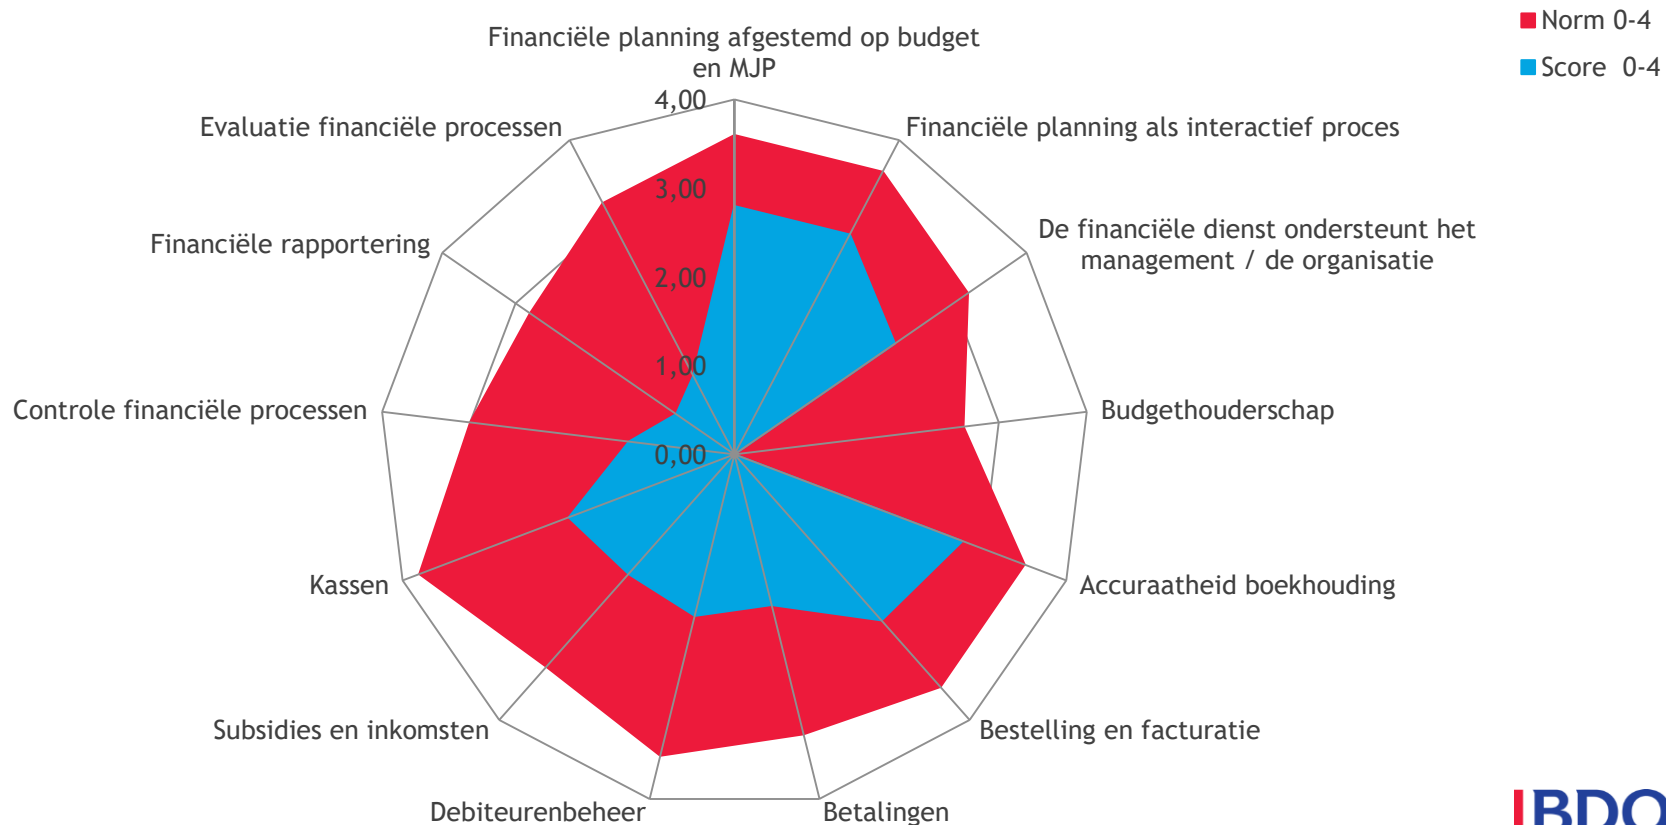 Norm 0-4
Score 0-4
Financiële planning afgestemd op budget
en MJP
Financiële planning als interactief proces
De financiële dienst ondersteunt het
management / de organisatie
Budgethouderschap
Accuraatheid boekhouding
Bestelling en facturatie
Betalingen
Debiteurenbeheer
Subsidies en inkomsten
Kassen
Controle financiële processen
Financiële rapportering
Evaluatie financiële processen
4,00
3,00
2,00
1,00
0,00
BDO